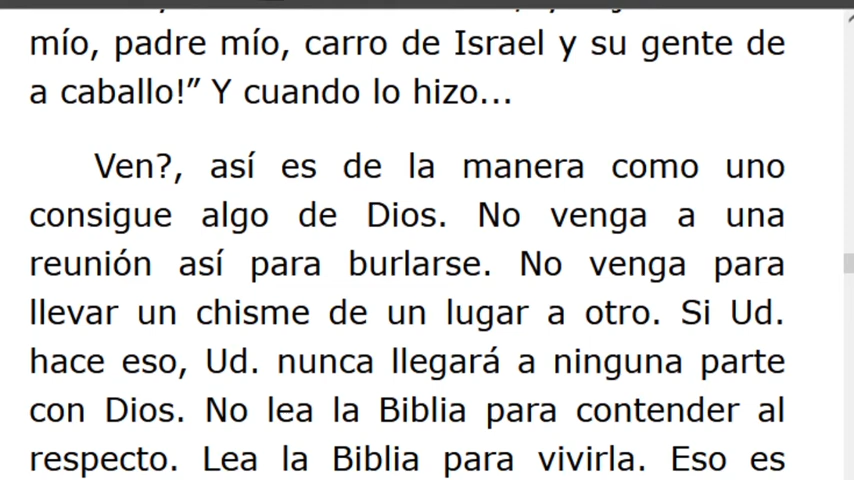 mío, padre mío, carro de Israel y su gente de
a caballo!” Y cuando lo hizo...
Ven?, así es de la manera como uno
consigue algo de Dios. No venga a una
reunión así para burlarse. No venga para
llevar un chisme de un lugar a otro. Si Ud.
hace eso, Ud. nunca llegará a ninguna parte
con Dios. No lea la Biblia para contender al
respecto. Lea la Biblia para vivirla. Eso es